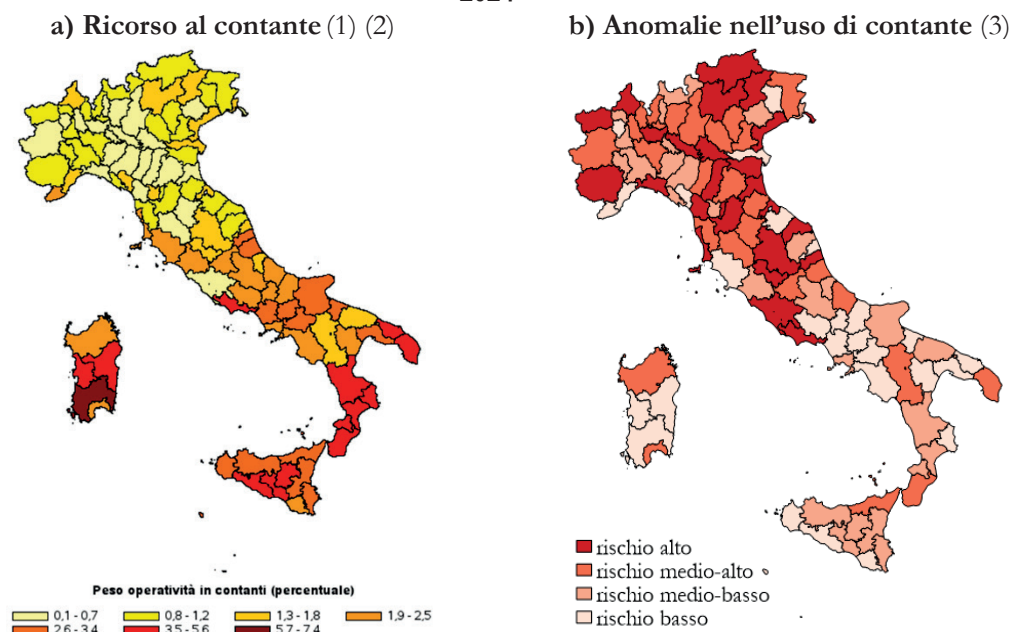 2024
a) Ricorso al contante (1) (2)
b) Anomalie nell'uso di contante (3)
Peso operatività in contanti (percentuale)
0,1 - 0,7 0,8 - 1,2 1,3 - 1,8 1,9 - 2,5
2,6 - 3,4 3,5 - 5,6 5,7 - 7,4
rischio alto
rischio medio-alto
rischio medio-basso
rischio basso